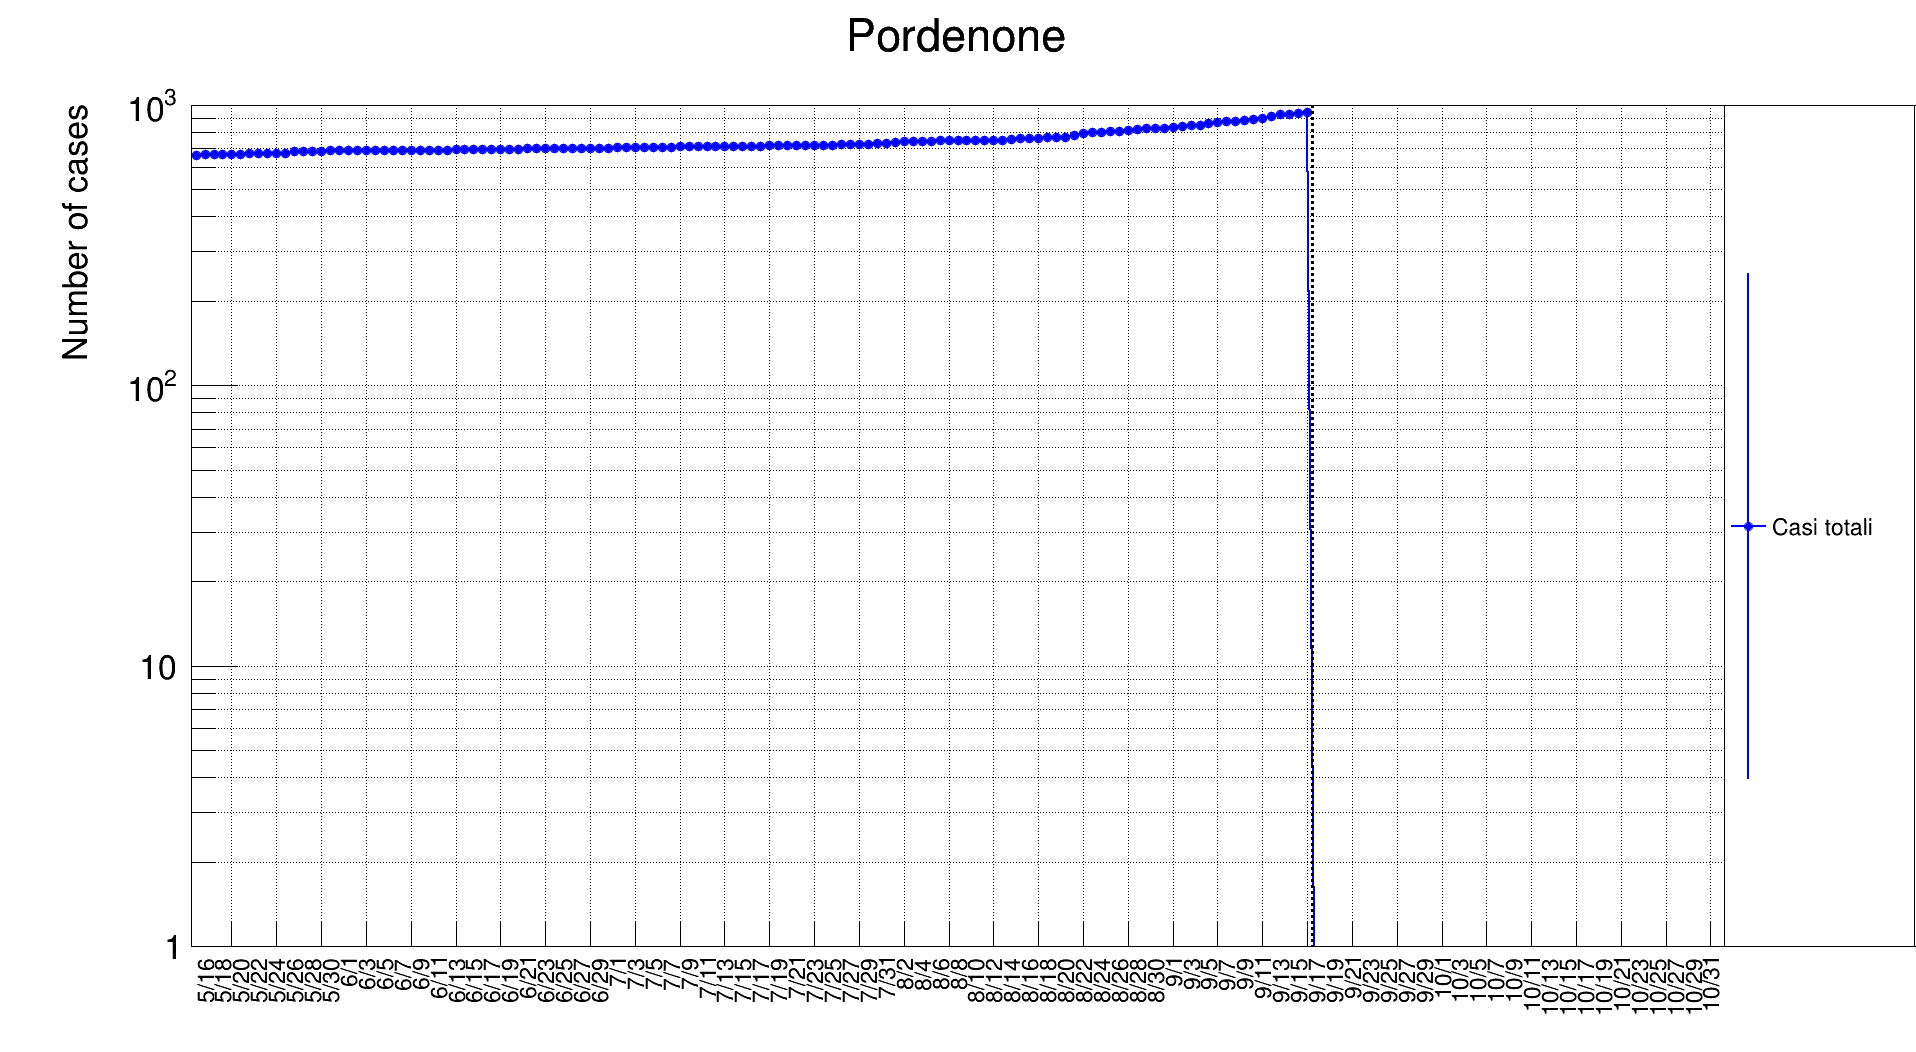 Pordenone
Number of cases
10³
10²
10
1
5/16 5/18 5/20 5/22 5/24 5/26 5/28 5/30 6/1 6/3 6/5 6/7 6/9 6/11 6/13 6/15 6/17 6/19 6/21 6/23 6/25 6/27 6/29 7/1 7/3 7/5 7/7 7/9 7/11 7/13 7/15 7/17 7/19 7/21 7/23 7/25 7/27 7/29 7/31 8/2 8/4 8/6 8/8 8/10 8/12 8/14 8/16 8/18 8/20 8/22 8/24 8/26 8/28 8/30 9/1 9/3 9/5 9/7 9/9 9/11 9/13 9/15 9/17 9/19 9/21 9/23 9/25 9/27 9/29 10/1 10/3 10/5 10/7 10/9 10/11 10/13 10/15 10/17 10/19 10/21 10/23 10/25 10/27 10/29 10/31
Casi totali